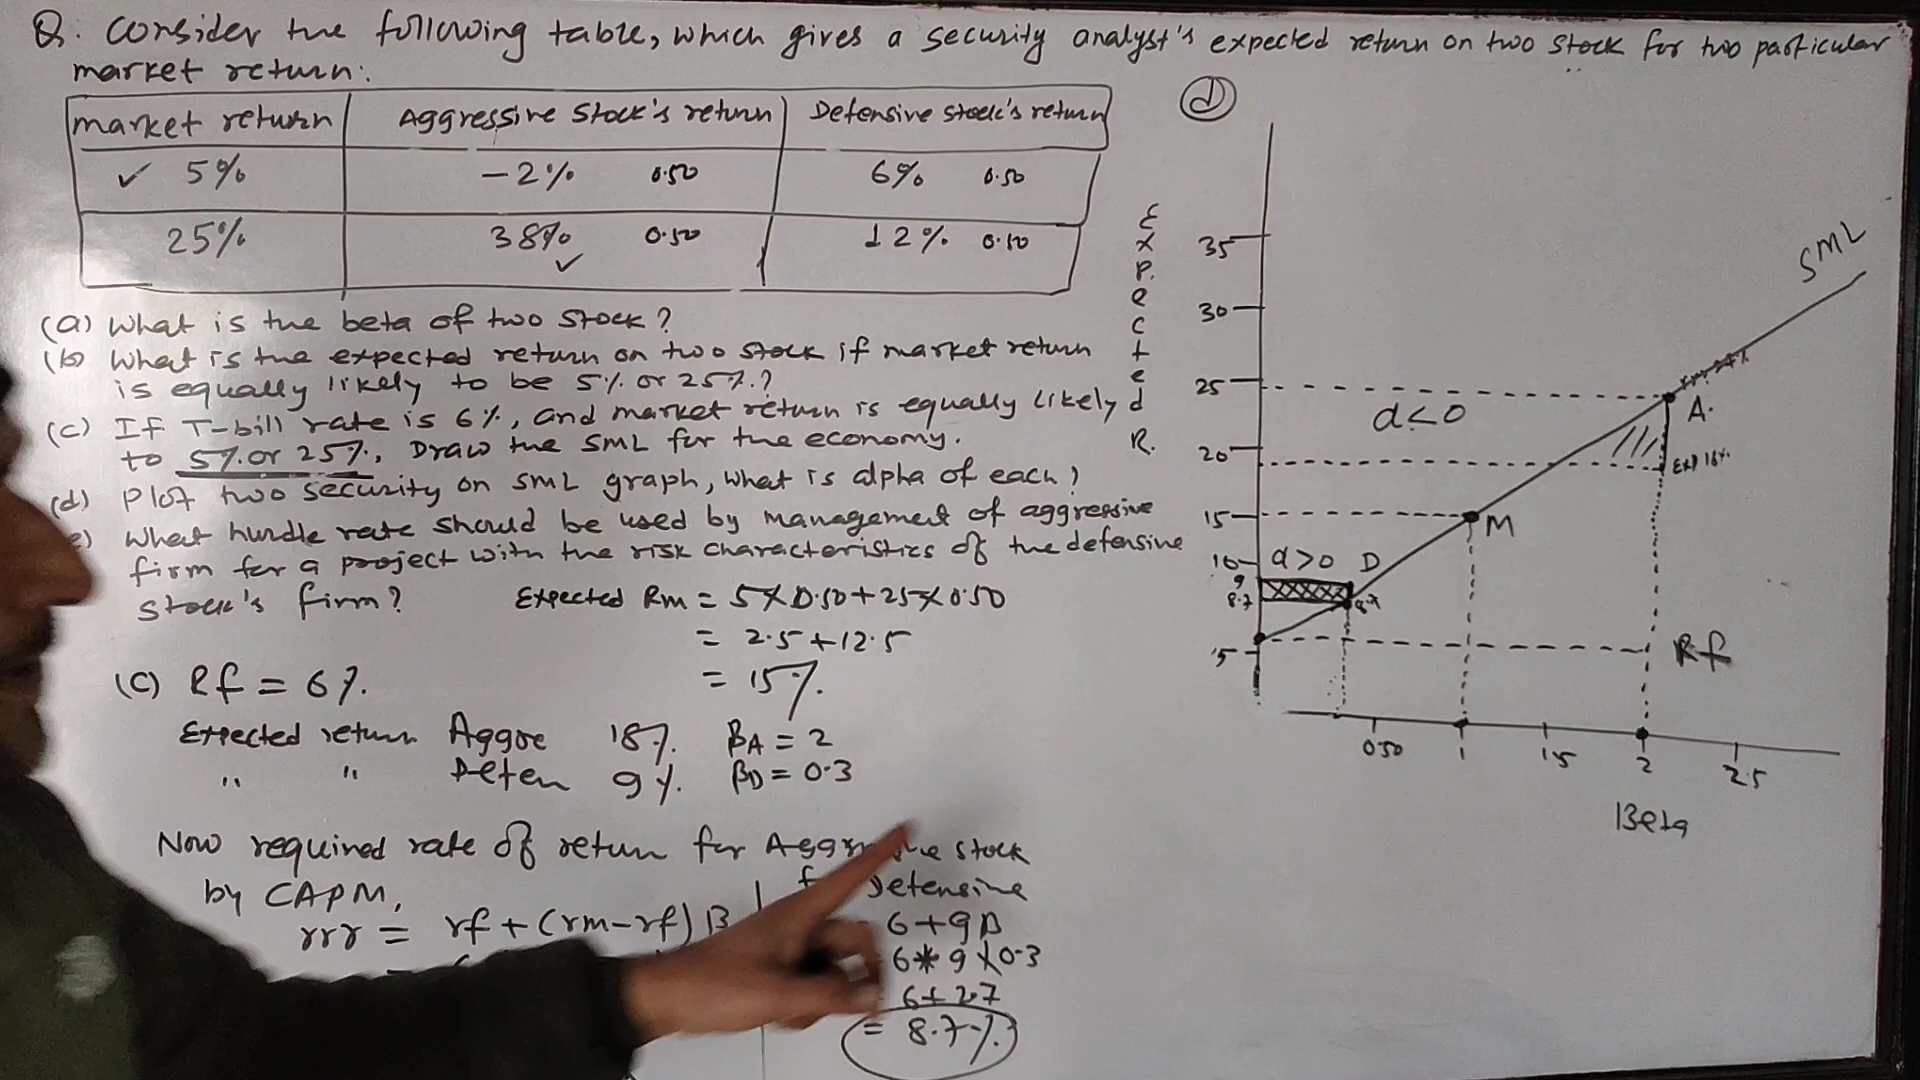 Q. Consider the following table, which gives a security analyst's expected return on two stock for two particular
market return:
market return Aggressive Stock's return Defensive stock's return
5% -2% 0.50 6% 0.50
25% 38% 0.50 12% 0.50
(a) What is the beta of two stock?
(b) What is the expected return on two stock if market return
is equally likely to be 5% or 25%?
(c) If T-bill rate is 6%, and market return is equally likely
to 5% or 25%, Draw the SML for the economy.
(d) Plot two security on SML graph, what is alpha of each?
e) What hurdle rate should be used by management of aggressive
firm for a project with the risk characteristics of the defensive
stock's firm?
Expected Rm = 5×0.50+25×0.50
= 2.5+12.5
= 15%.
(C) Rf = 6%.
Expected return Aggre 18%. BA = 2
" " Defen 9%. BD = 0.3
Now required rate of return for stock
by CAPM,
rrr = rf + (rm-rf) B
Defensive
6+9B
6* 9×0.3
6+2.7
= 8.7%
(d)
Expected R.
35
30
25
20
15
10
9
8.7
5
SML
A.
α<0
EXP 18%.
M
α>0 D
8.7
Rf
0.50 1 1.5 2 2.5
Beta